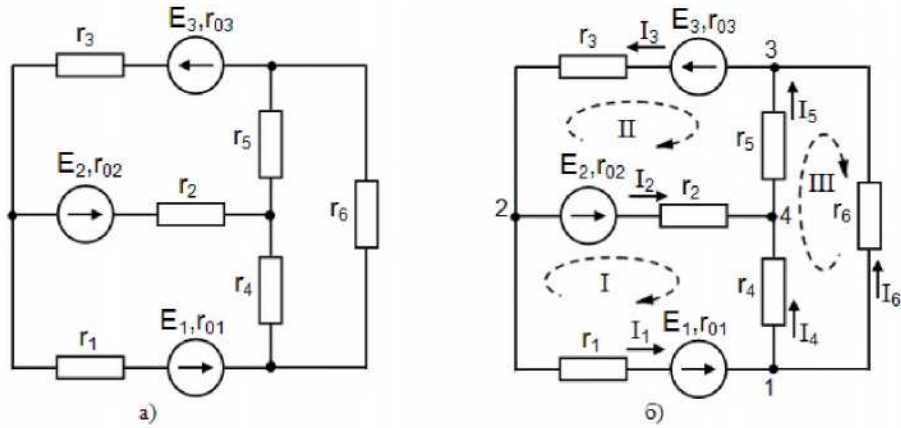 E₃,r₀₃
r₃
r₅
E₂,r₀₂
r₂
r₆
r₄
r₁
E₁,r₀₁
а)
r₃
I₃
E₃,r₀₃
3
II
I₅
r₅
E₂,r₀₂
I₂
r₂
III
2
4
r₆
I
r₄
I₆
I₄
r₁
I₁
E₁,r₀₁
1
б)